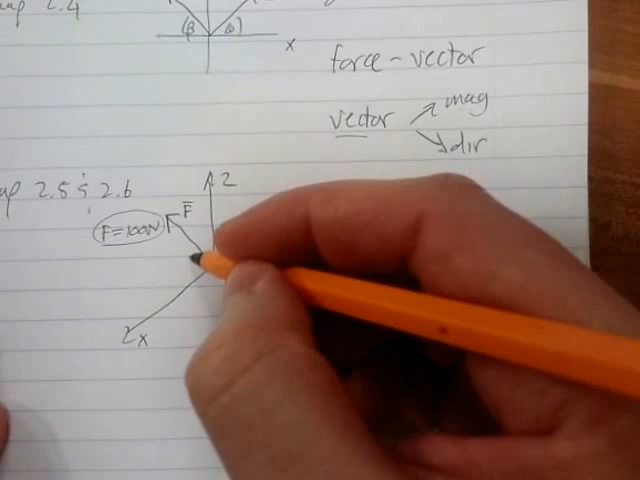 2.4
β
α
x
force - vector
vector
mag
dir
2.5 & 2.6
Z
F
F=100N
x